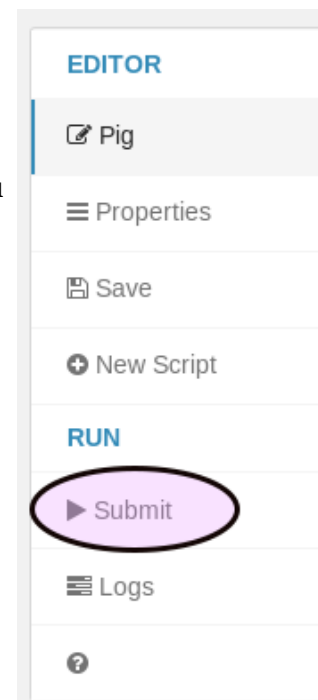 EDITOR
Pig
Properties
Save
New Script
RUN
Submit
Logs